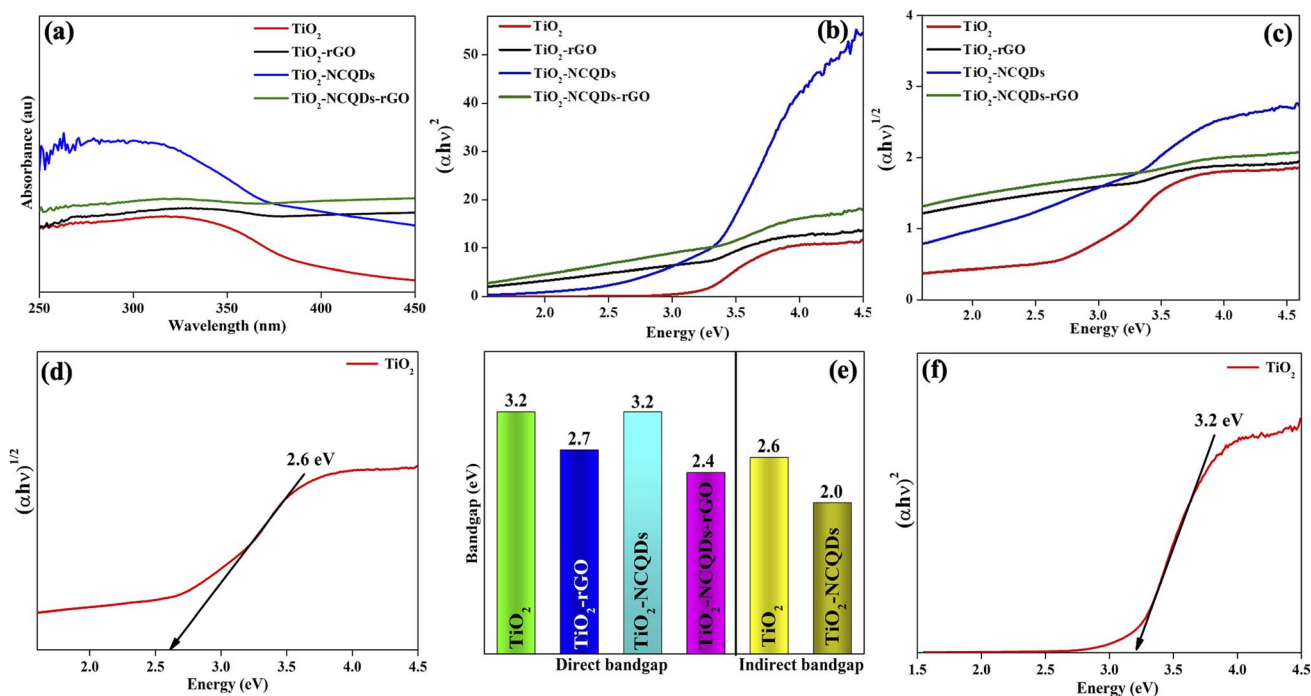 (a)
TiO₂
TiO₂-rGO
TiO₂-NCQDs
TiO₂-NCQDs-rGO
Absorbance (au)
250 300 350 400 450
Wavelength (nm)
(b)
TiO₂
TiO₂-rGO
TiO₂-NCQDs
TiO₂-NCQDs-rGO
(αhν)²
60
50
40
30
20
10
0
2.0 2.5 3.0 3.5 4.0 4.5
Energy (eV)
(c)
TiO₂
TiO₂-rGO
TiO₂-NCQDs
TiO₂-NCQDs-rGO
(αhν)^1/2
4
3
2
1
0
2.0 2.5 3.0 3.5 4.0 4.5
Energy (eV)
(d)
TiO₂
2.6 eV
(αhν)^1/2
2.0 2.5 3.0 3.5 4.0 4.5
Energy (eV)
(e)
Bandgap (eV)
3.2
2.7
3.2
2.4
2.6
2.0
TiO₂
TiO₂-rGO
TiO₂-NCQDs
TiO₂-NCQDs-rGO
TiO₂
TiO₂-NCQDs
Direct bandgap
Indirect bandgap
(f)
TiO₂
3.2 eV
(αhν)²
1.5 2.0 2.5 3.0 3.5 4.0 4.5
Energy (eV)